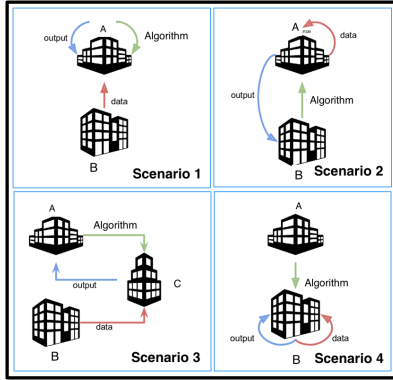 A
output
Algorithm
data
B
Scenario 1
A
data
output
Algorithm
B
Scenario 2
A
Algorithm
output
C
data
B
Scenario 3
A
Algorithm
output
data
B
Scenario 4